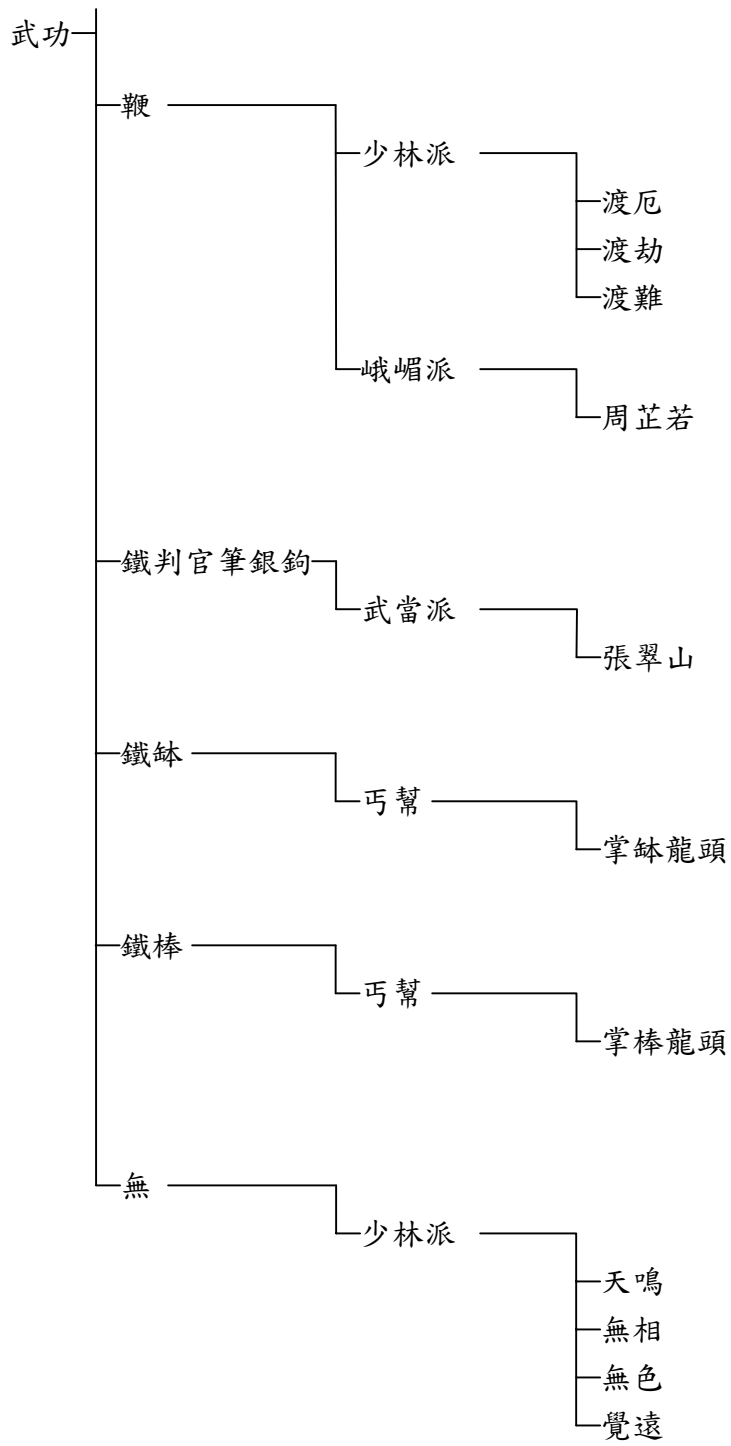 武功
鞭
少林派
渡厄
渡劫
渡難
峨嵋派
周芷若
鐵判官筆銀鉤
武當派
張翠山
鐵缽
丐幫
掌缽龍頭
鐵棒
丐幫
掌棒龍頭
無
少林派
天鳴
無相
無色
覺遠